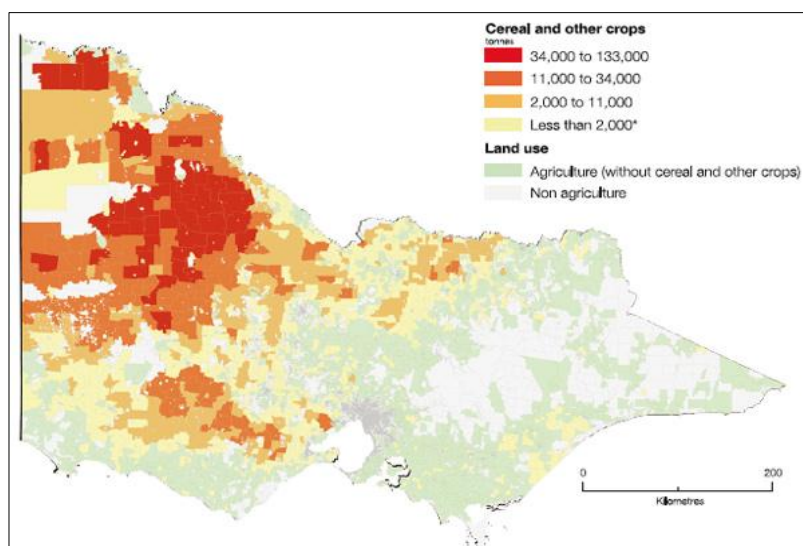 Cereal and other crops
tonnes
34,000 to 133,000
11,000 to 34,000
2,000 to 11,000
Less than 2,000*
Land use
Agriculture (without cereal and other crops)
Non agriculture
0 200
Kilometres